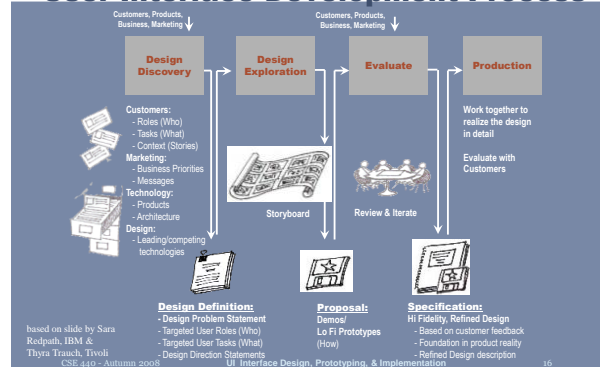 User Interface Development Process
Customers, Products,
Business, Marketing
Customers, Products,
Business, Marketing
Design
Discovery
Design
Exploration
Evaluate
Production
Customers:
- Roles (Who)
- Tasks (What)
- Context (Stories)
Marketing:
- Business Priorities
- Messages
Technology:
- Products
- Architecture
Design:
- Leading/competing
technologies
Storyboard
Review & Iterate
Work together to
realize the design
in detail
Evaluate with
Customers
Design Definition:
- Design Problem Statement
- Targeted User Roles (Who)
- Targeted User Tasks (What)
- Design Direction Statements
Proposal:
Demos/
Lo Fi Prototypes
(How)
Specification:
Hi Fidelity, Refined Design
- Based on customer feedback
- Foundation in product reality
- Refined Design description
based on slide by Sara
Redpath, IBM &
Thyra Trauch, Tivoli
CSE 440 - Autumn 2008
UI Interface Design, Prototyping, & Implementation
16